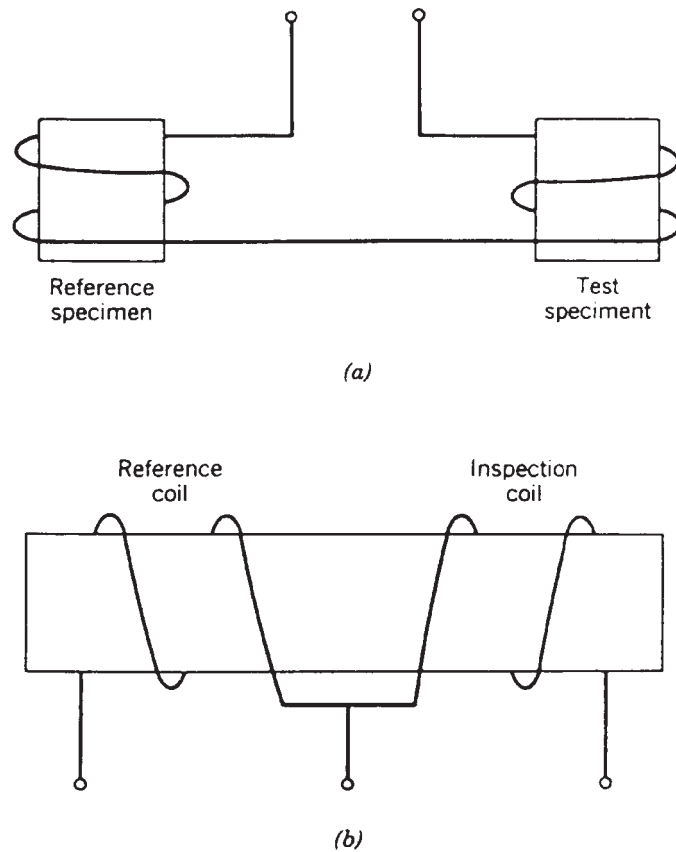 Reference
specimen
Test
speciment
(a)
Reference
coil
Inspection
coil
(b)